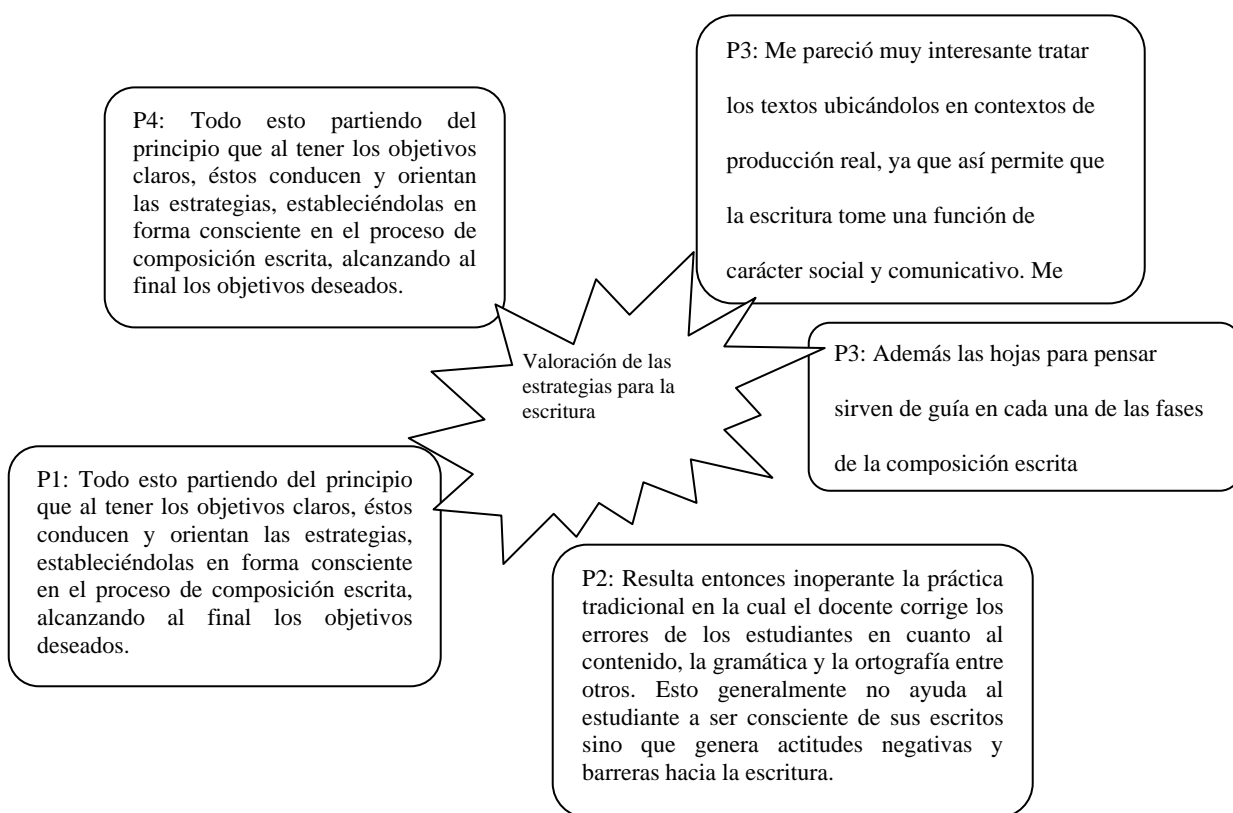 P3: Me pareció muy interesante tratar
los textos ubicándolos en contextos de
producción real, ya que así permite que
la escritura tome una función de
carácter social y comunicativo. Me
P4: Todo esto partiendo del
principio que al tener los objetivos
claros, éstos conducen y orientan
las estrategias, estableciéndolas en
forma consciente en el proceso de
composición escrita, alcanzando al
final los objetivos deseados.
Valoración de las
estrategias para la
escritura
P3: Además las hojas para pensar
sirven de guía en cada una de las fases
de la composición escrita
P1: Todo esto partiendo del principio
que al tener los objetivos claros, éstos
conducen y orientan las estrategias,
estableciéndolas en forma consciente
en el proceso de composición escrita,
alcanzando al final los objetivos
deseados.
P2: Resulta entonces inoperante la práctica
tradicional en la cual el docente corrige los
errores de los estudiantes en cuanto al
contenido, la gramática y la ortografía entre
otros. Esto generalmente no ayuda al
estudiante a ser consciente de sus escritos
sino que genera actitudes negativas y
barreras hacia la escritura.